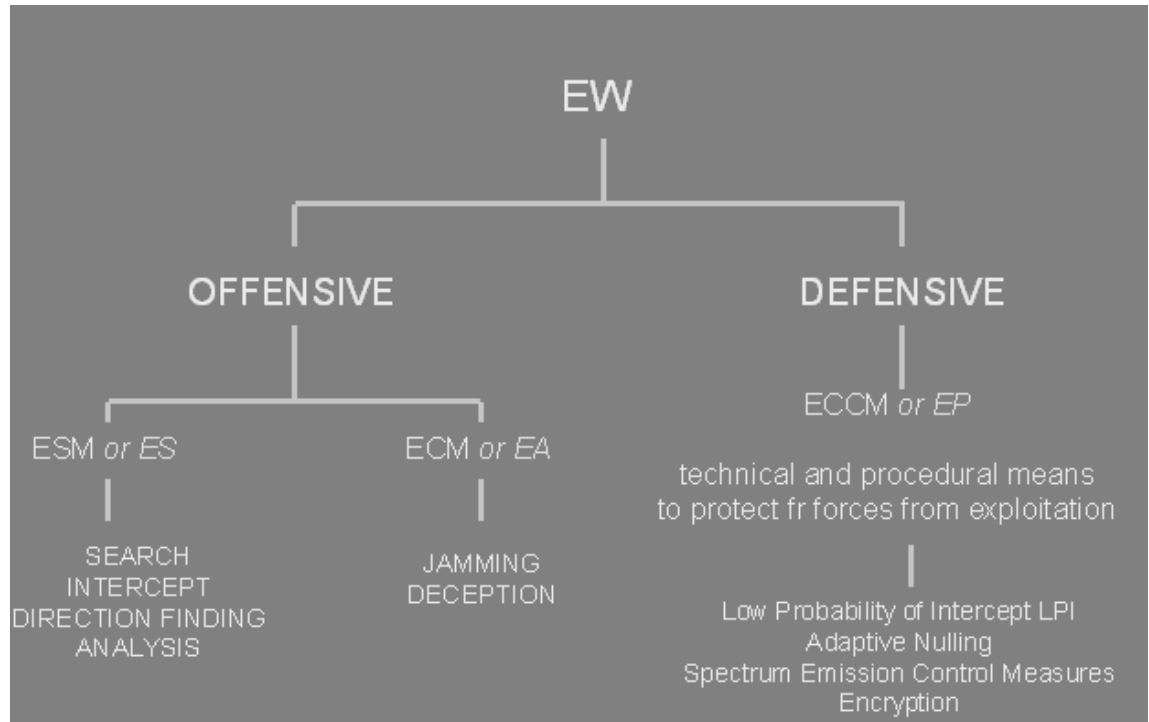 EW
OFFENSIVE
DEFENSIVE
ESM or ES
ECM or EA
ECCM or EP
technical and procedural means
to protect fr forces from exploitation
SEARCH
INTERCEPT
DIRECTION FINDING
ANALYSIS
JAMMING
DECEPTION
Low Probability of Intercept LPI
Adaptive Nulling
Spectrum Emission Control Measures
Encryption